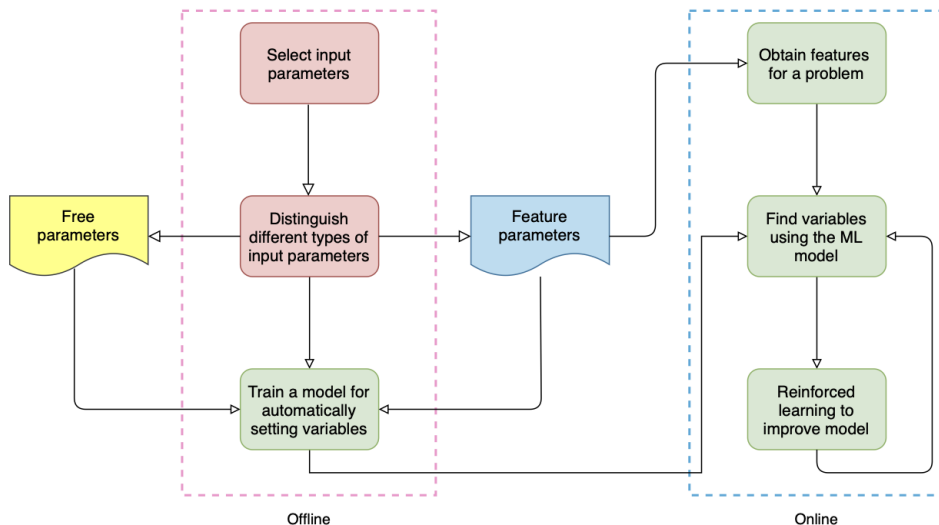 Select input
parameters
Obtain features
for a problem
Free
parameters
Distinguish
different types of
input parameters
Feature
parameters
Find variables
using the ML
model
Train a model for
automatically
setting variables
Reinforced
learning to
improve model
Offline
Online